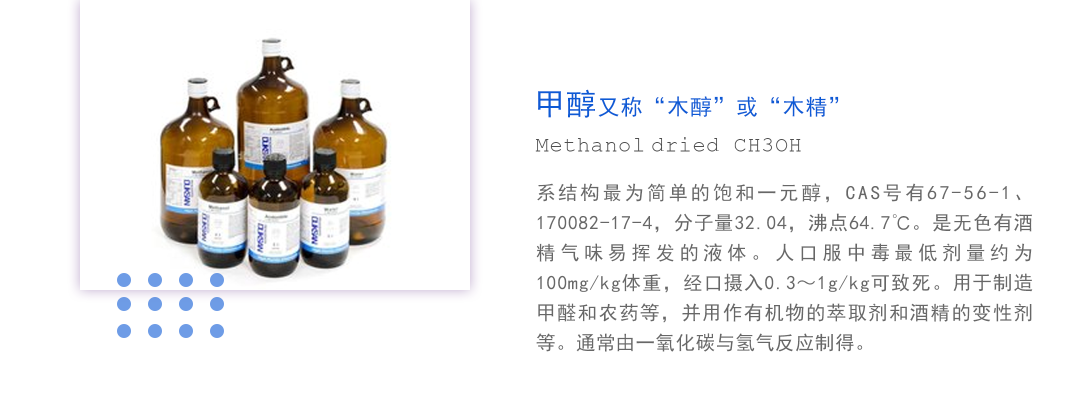 甲醇又称“木醇”或“木精”
Methanol dried CH3OH
系结构最为简单的饱和一元醇，CAS号有67-56-1、
170082-17-4，分子量32.04，沸点64.7℃。是无色有酒
精气味易挥发的液体。人口服中毒最低剂量约为
100mg/kg体重，经口摄入0.3～1g/kg可致死。用于制造
甲醛和农药等，并用作有机物的萃取剂和酒精的变性剂
等。通常由一氧化碳与氢气反应制得。